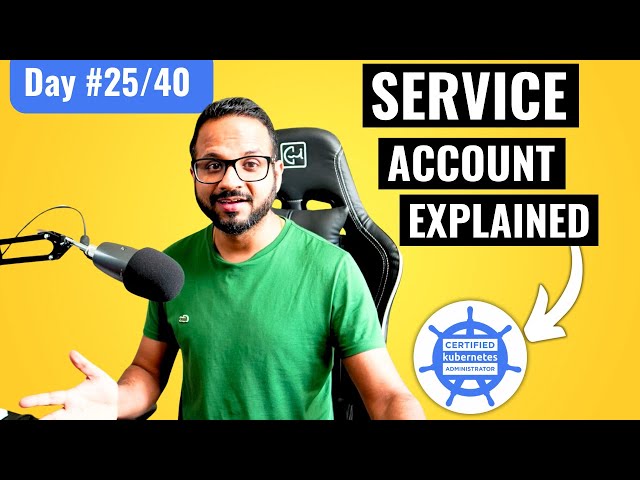 Day #25/40
SERVICE
ACCOUNT
EXPLAINED
CERTIFIED
kubernetes
ADMINISTRATOR